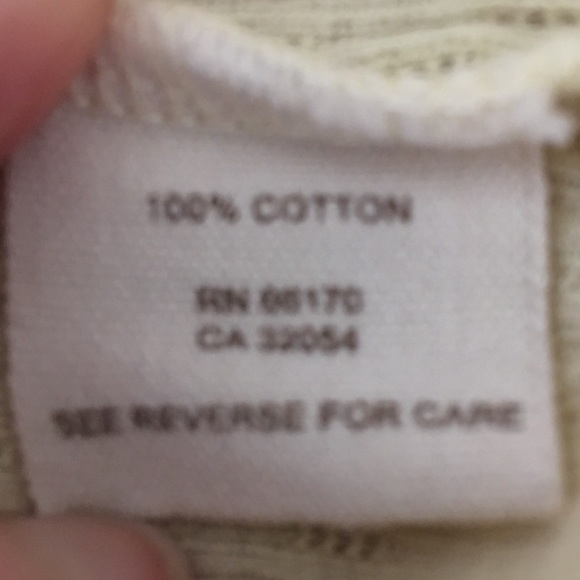 100% COTTON
RN 66170
CA 32054
SEE REVERSE FOR CARE